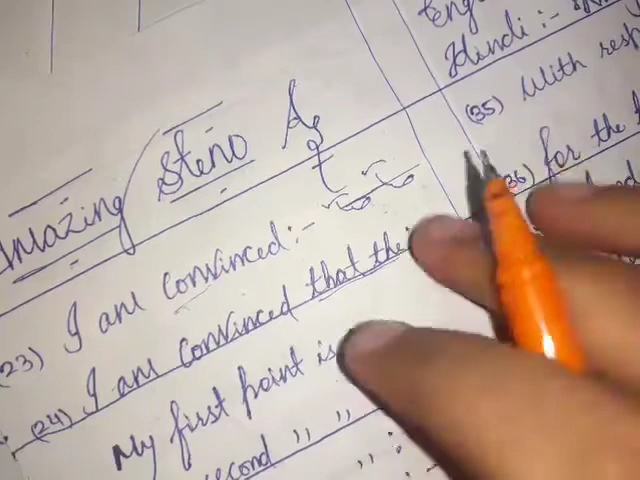 Amazing Steno
(23) I am convinced:-
(24) I am convinced that the:
My first point is
second " "
" :
Hindi:-
(35) With resp
(36) for the